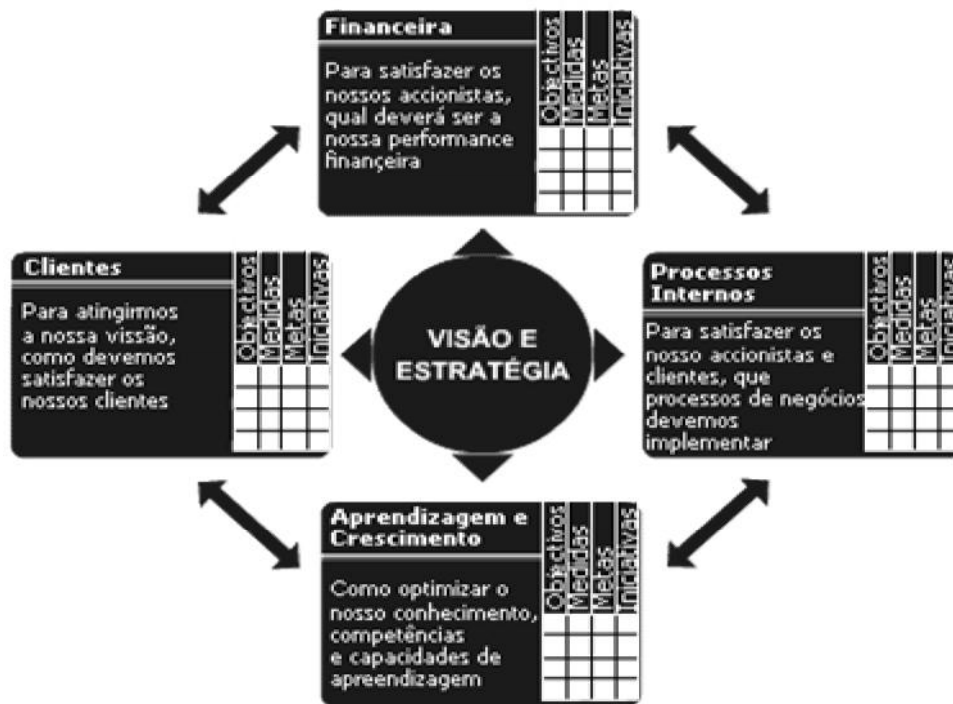 Financeira
Para satisfazer os
nossos accionistas,
qual deverá ser a
nossa performance
finançeira
Objectivos
Medidas
Metas
Iniciativas
Clientes
Para atingirmos
a nossa vissão,
como devemos
satisfazer os
nossos clientes
Objectivos
Medidas
Metas
Iniciativas
VISÃO E
ESTRATÉGIA
Processos
Internos
Para satisfazer os
nosso accionistas e
clientes, que
processos de negócios
devemos
implementar
Objectivos
Medidas
Metas
Iniciativas
Aprendizagem e
Crescimento
Como optimizar o
nosso conhecimento,
competências
e capacidades de
apreendizagem
Objectivos
Medidas
Metas
Iniciativas